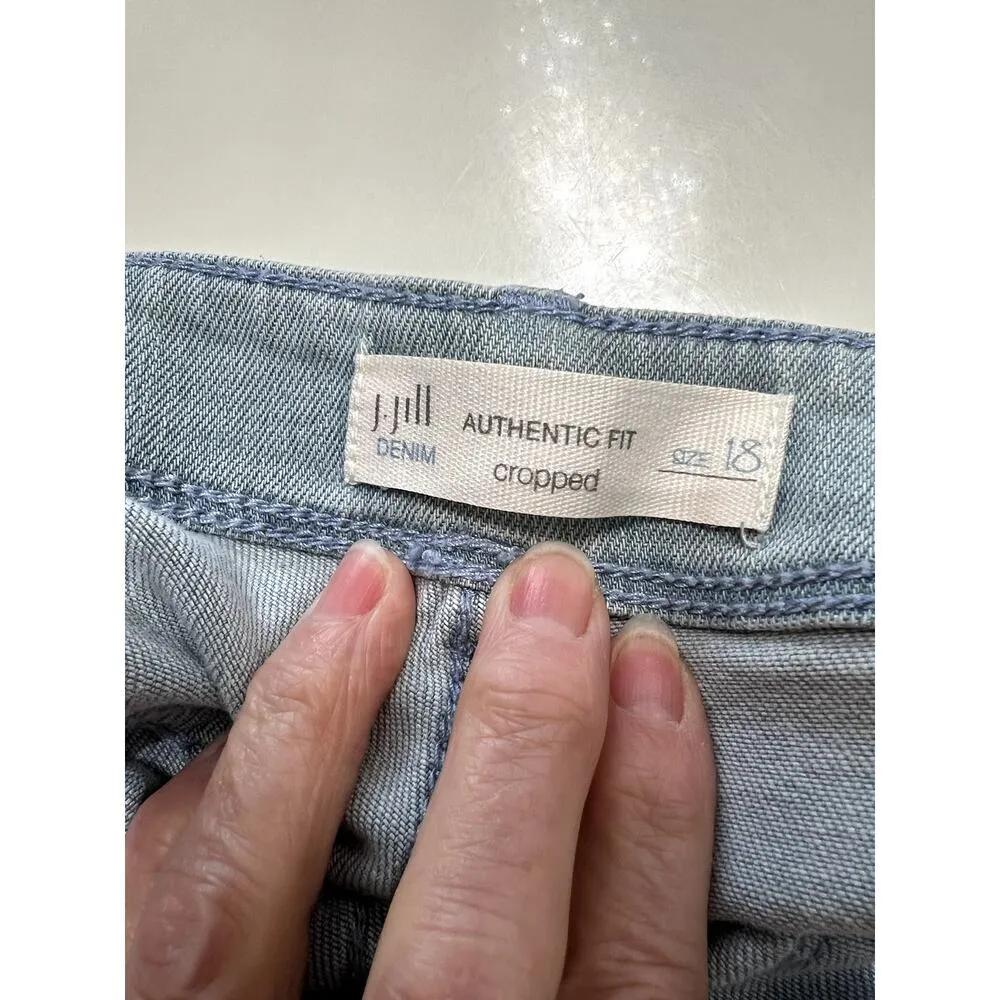 J.Jill
DENIM
AUTHENTIC FIT
cropped
SIZE 18